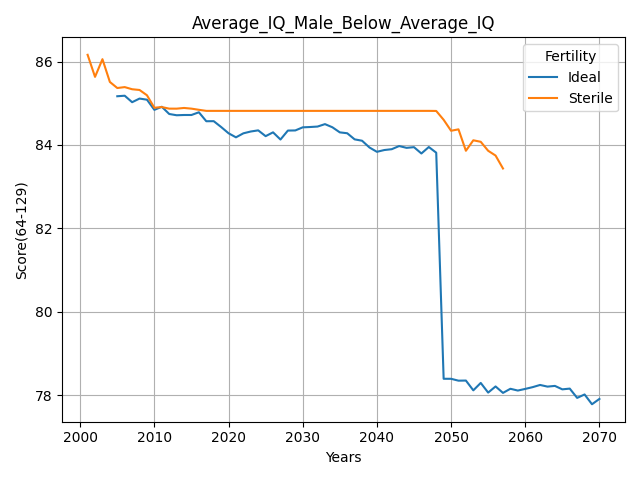 Average_IQ_Male_Below_Average_IQ
Fertility
Ideal
Sterile
Score(64-129)
86
84
82
80
78
2000 2010 2020 2030 2040 2050 2060 2070
Years